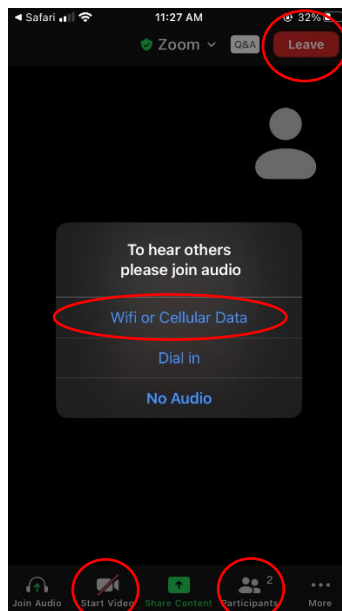 Safari 11:27 AM 32%
Zoom Q&A Leave
To hear others
please join audio
Wifi or Cellular Data
Dial in
No Audio
2
Join Audio Start Video Share Content Participants More